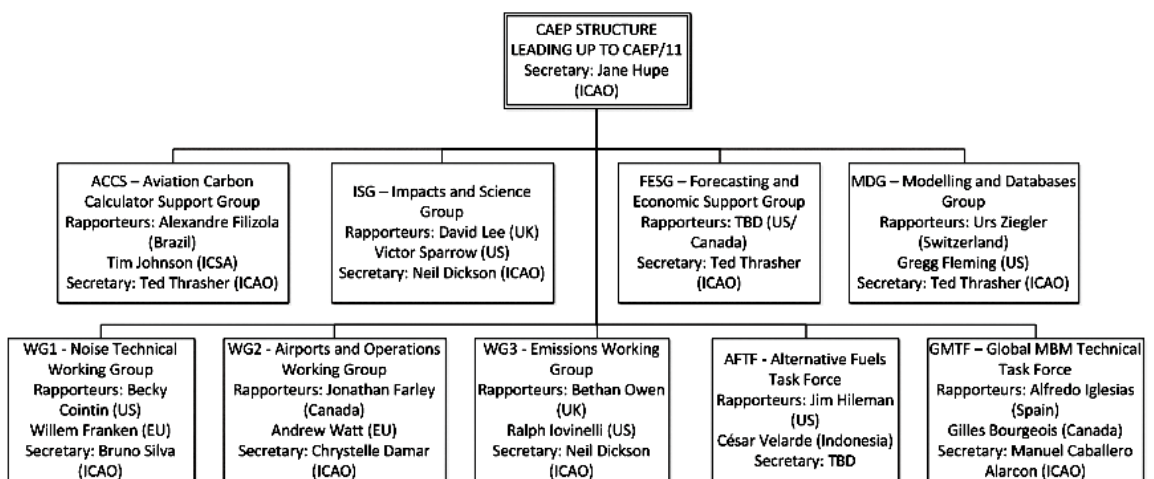 CAEP STRUCTURE
LEADING UP TO CAEP/11
Secretary: Jane Hupe
(ICAO)
ACCS – Aviation Carbon
Calculator Support Group
Rapporteurs: Alexandre Filizola
(Brazil)
Tim Johnson (ICSA)
Secretary: Ted Thrasher (ICAO)
ISG – Impacts and Science
Group
Rapporteurs: David Lee (UK)
Victor Sparrow (US)
Secretary: Neil Dickson (ICAO)
FESG – Forecasting and
Economic Support Group
Rapporteurs: TBD (US/
Canada)
Secretary: Ted Thrasher
(ICAO)
MDG – Modelling and Databases
Group
Rapporteurs: Urs Ziegler
(Switzerland)
Gregg Fleming (US)
Secretary: Ted Thrasher (ICAO)
WG1 - Noise Technical
Working Group
Rapporteurs: Becky
Cointin (US)
Willem Franken (EU)
Secretary: Bruno Silva
(ICAO)
WG2 - Airports and Operations
Working Group
Rapporteurs: Jonathan Farley
(Canada)
Andrew Watt (EU)
Secretary: Chrystelle Damar
(ICAO)
WG3 - Emissions Working
Group
Rapporteurs: Bethan Owen
(UK)
Ralph Iovinelli (US)
Secretary: Neil Dickson
(ICAO)
AFTF - Alternative Fuels
Task Force
Rapporteurs: Jim Hileman
(US)
César Velarde (Indonesia)
Secretary: TBD
GMTF – Global MBM Technical
Task Force
Rapporteurs: Alfredo Iglesias
(Spain)
Gilles Bourgeois (Canada)
Secretary: Manuel Caballero
Alarcon (ICAO)